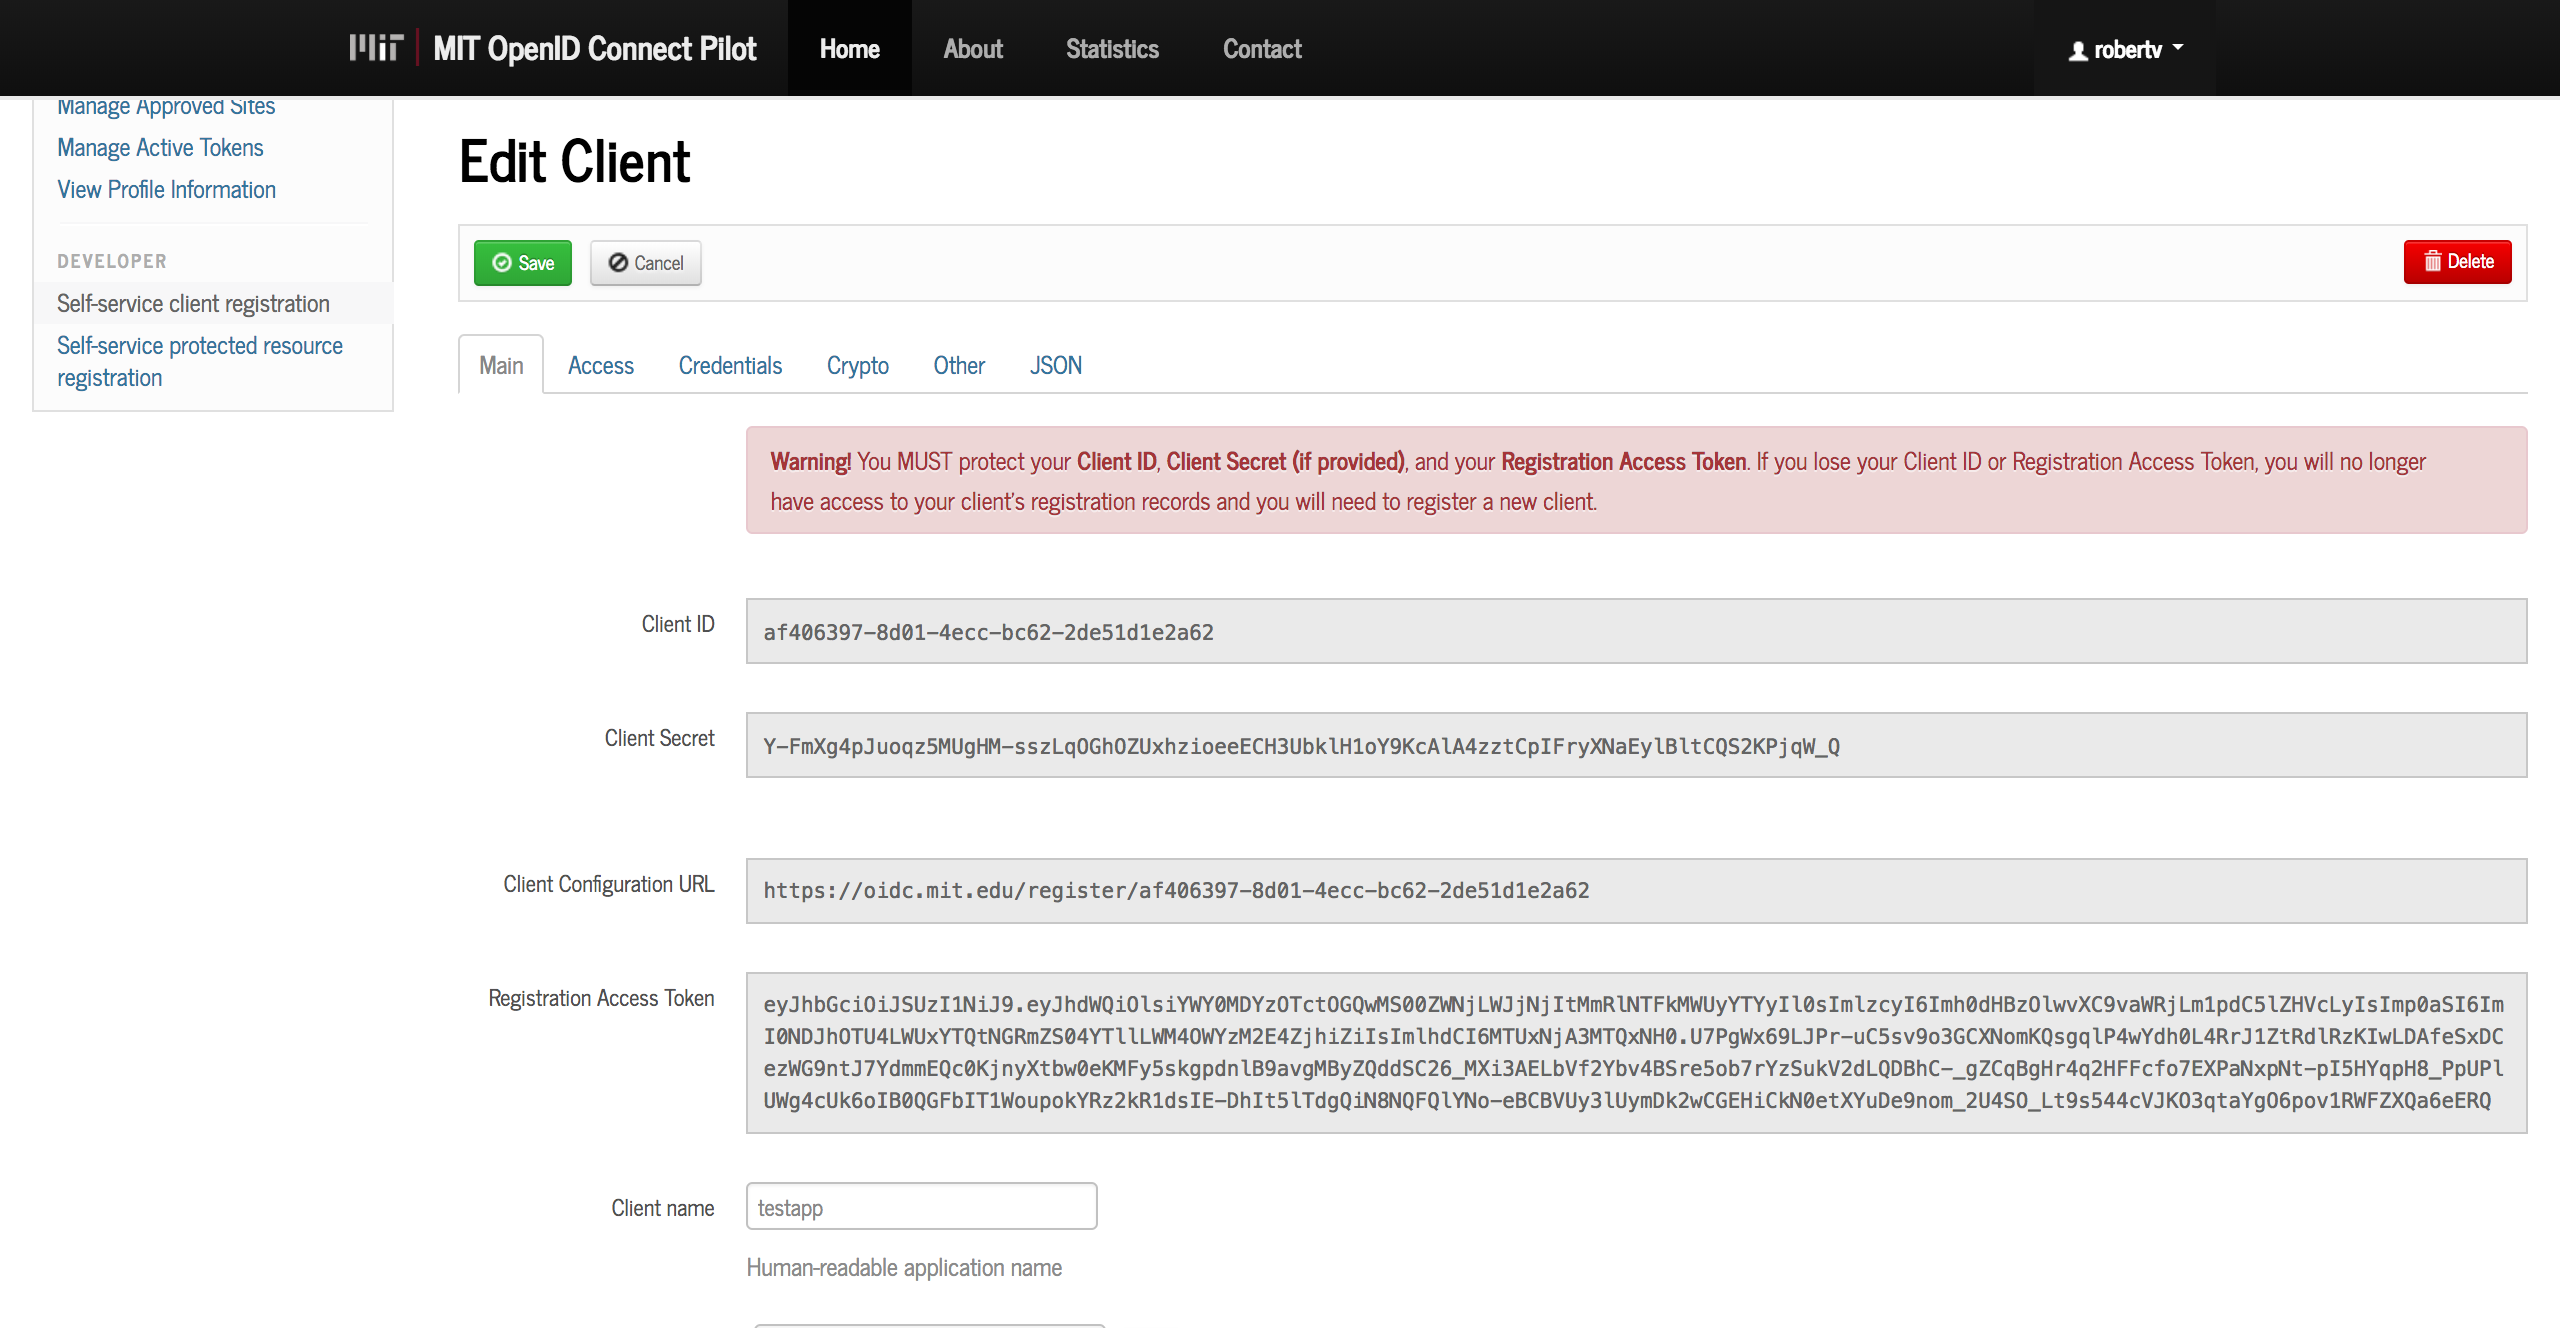 MIT | MIT OpenID Connect Pilot Home About Statistics Contact robertv
Manage Approved Sites
Manage Active Tokens
View Profile Information
DEVELOPER
Self-service client registration
Self-service protected resource
registration
Edit Client
Save Cancel Delete
Main Access Credentials Crypto Other JSON
Warning! You MUST protect your Client ID, Client Secret (if provided), and your Registration Access Token. If you lose your Client ID or Registration Access Token, you will no longer
have access to your client's registration records and you will need to register a new client.
Client ID af406397-8d01-4ecc-bc62-2de51d1e2a62
Client Secret Y-FmXg4pJuoqz5MUgHM-sszLqOGhOZUxhzioeeECH3UbklH1oY9KcAlA4zztCpIFryXNaEylBltCQS2KPjqW_Q
Client Configuration URL https://oidc.mit.edu/register/af406397-8d01-4ecc-bc62-2de51d1e2a62
Registration Access Token eyJhbGciOiJSUzI1NiJ9.eyJhdWQiOlsiYWY0MDYzOTctOGQwMS00ZWNjLWJjNjItMmRlNTFkMWUyYTYyIl0sImlzcyI6Imh0dHBzOlwvXC9vaWRjLm1pdC5lZHVcLyIsImp0aSI6Im
I0NDJhOTU4LWUxYTQtNGRmZS04YTllLWM4OWYzM2E4ZjhiZiIsImlhdCI6MTUxNjA3MTQxNH0.U7PgWx69LJPr-uC5sv9o3GCXNomKQsgqlP4wYdh0L4RrJ1ZtRdlRzKIwLDAfeSxDC
ezWG9ntJ7YdmmEQc0KjnyXtbw0eKMFy5skgpdnlB9avgMByZQddSC26_MXi3AELbVf2Ybv4BSre5ob7rYzSukV2dLQDBhC-_gZCqBgHr4q2HFFcfo7EXPaNxpNt-pI5HYqpH8_PpUPl
UWg4cUk6oIB0QGFbIT1WoupokYRz2kR1dsIE-DhIt5lTdgQiN8NQFQlYNo-eBCBVUy3lUymDk2wCGEHiCkN0etXYuDe9nom_2U4SO_Lt9s544cVJKO3qtaYgO6pov1RWFZXQa6eERQ
Client name testapp
Human-readable application name